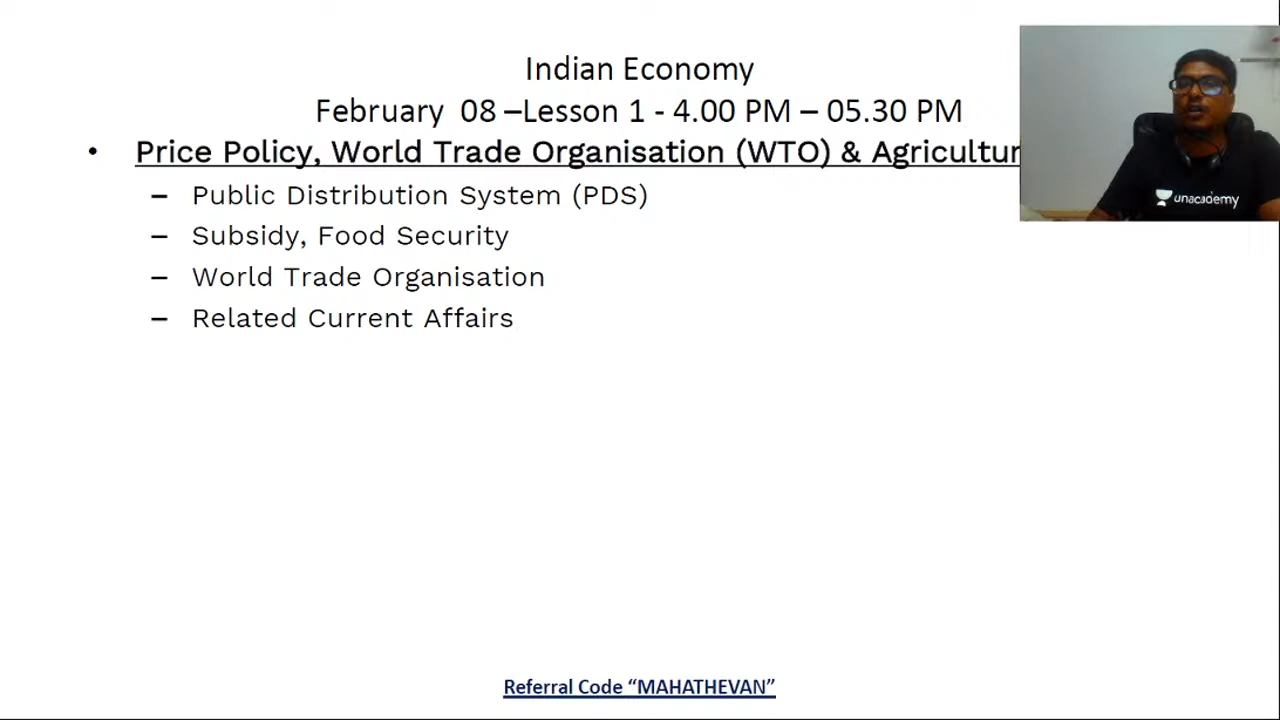 Indian Economy
February 08 –Lesson 1 - 4.00 PM – 05.30 PM
• Price Policy, World Trade Organisation (WTO) & Agricultur
– Public Distribution System (PDS)
– Subsidy, Food Security
– World Trade Organisation
– Related Current Affairs
unacademy
Referral Code “MAHATHEVAN”